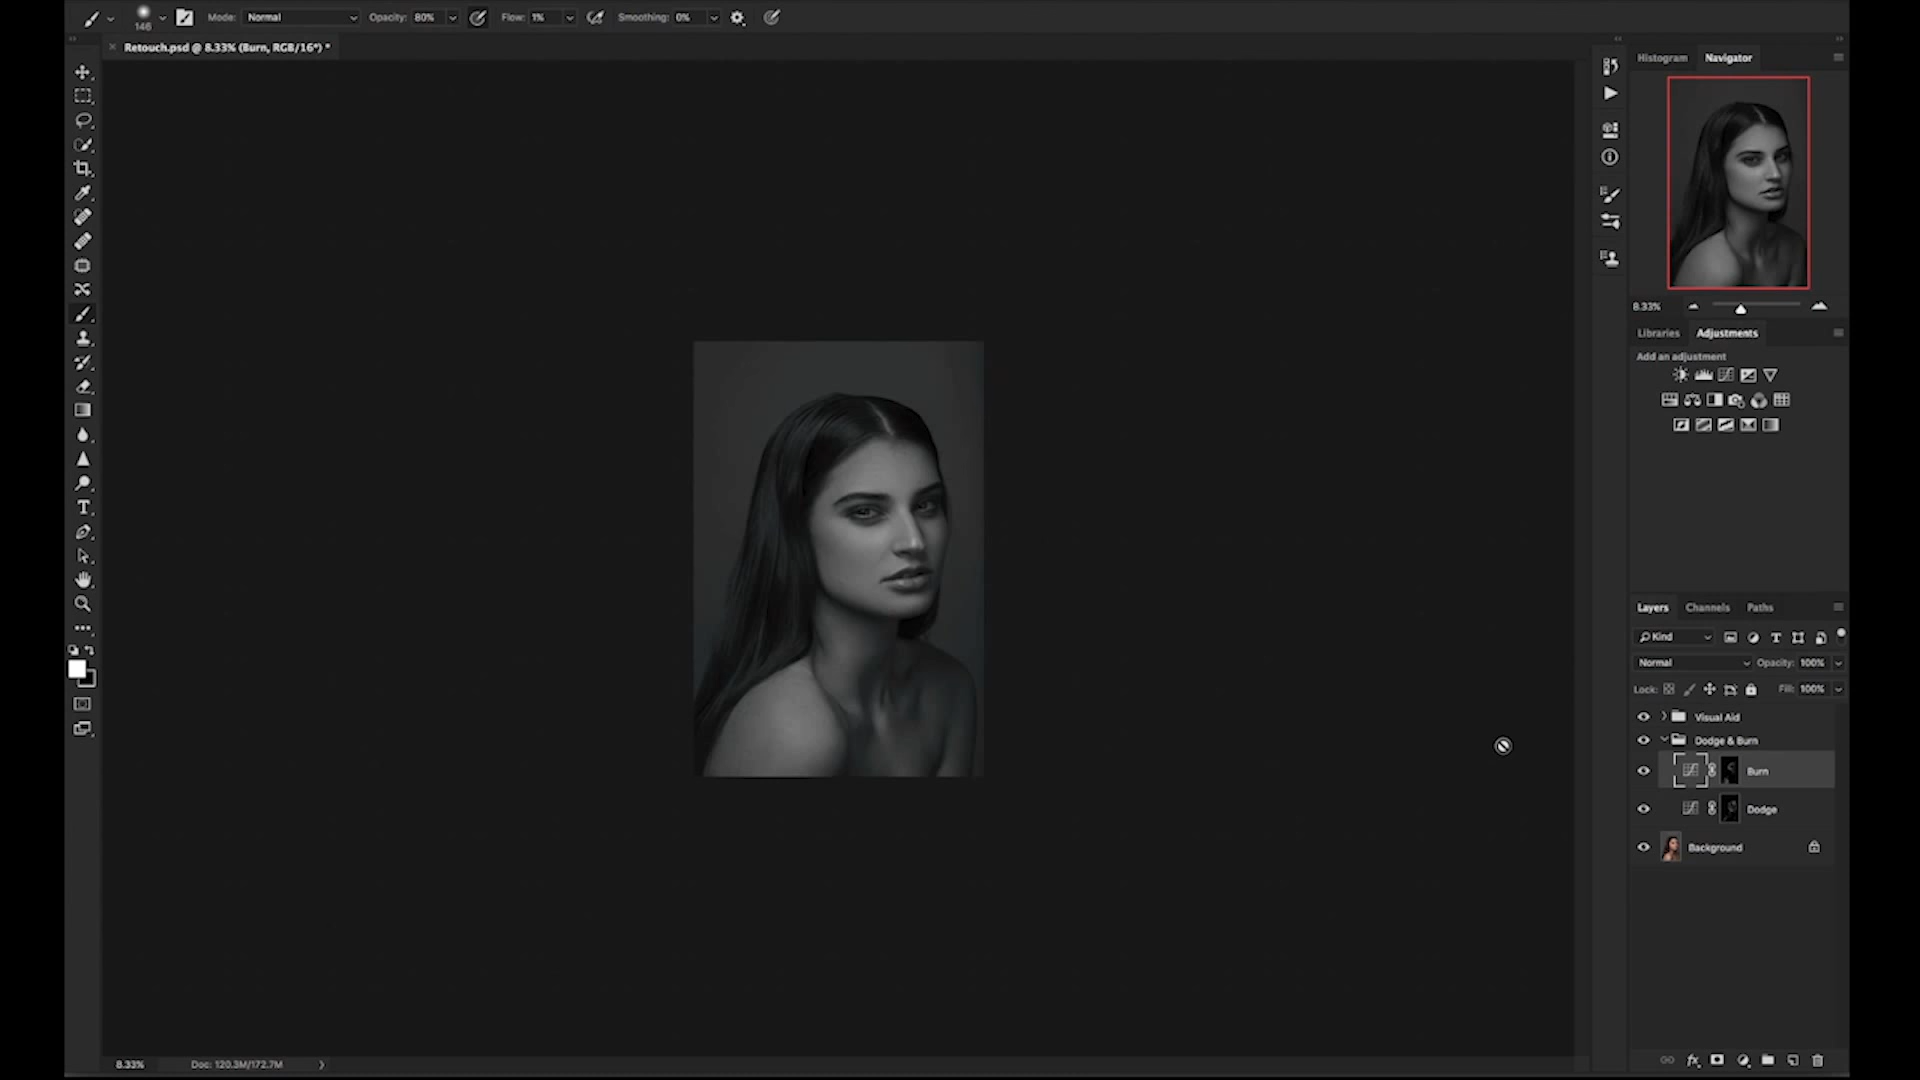 146 Mode: Normal Opacity: 80% Flow: 1% Smoothing: 0%
Retouch.psd @ 8.33% (Burn, RGB/16*) *
Histogram Navigator
8.33%
Libraries Adjustments
Add an adjustment
Layers Channels Paths
Kind
Normal Opacity: 100%
Lock: Fill: 100%
Visual Aid
Dodge & Burn
Burn
Dodge
Background
8.33% Doc: 120.3M/172.7M